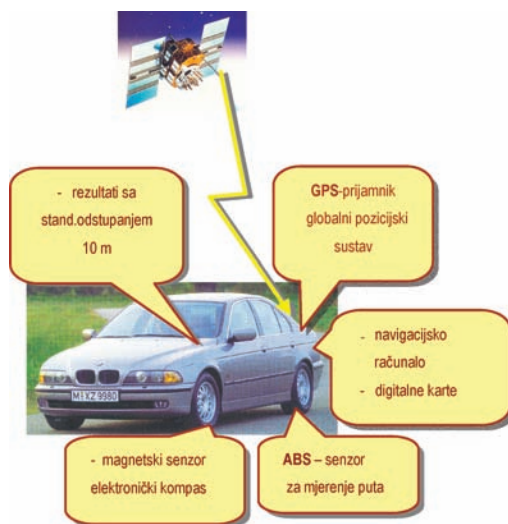 - rezultati sa
stand.odstupanjem
10 m
GPS-prijamnik
globalni pozicijski
sustav
- navigacijsko
računalo
- digitalne karte
M·XZ 9980
- magnetski senzor
elektronički kompas
ABS – senzor
za mjerenje puta